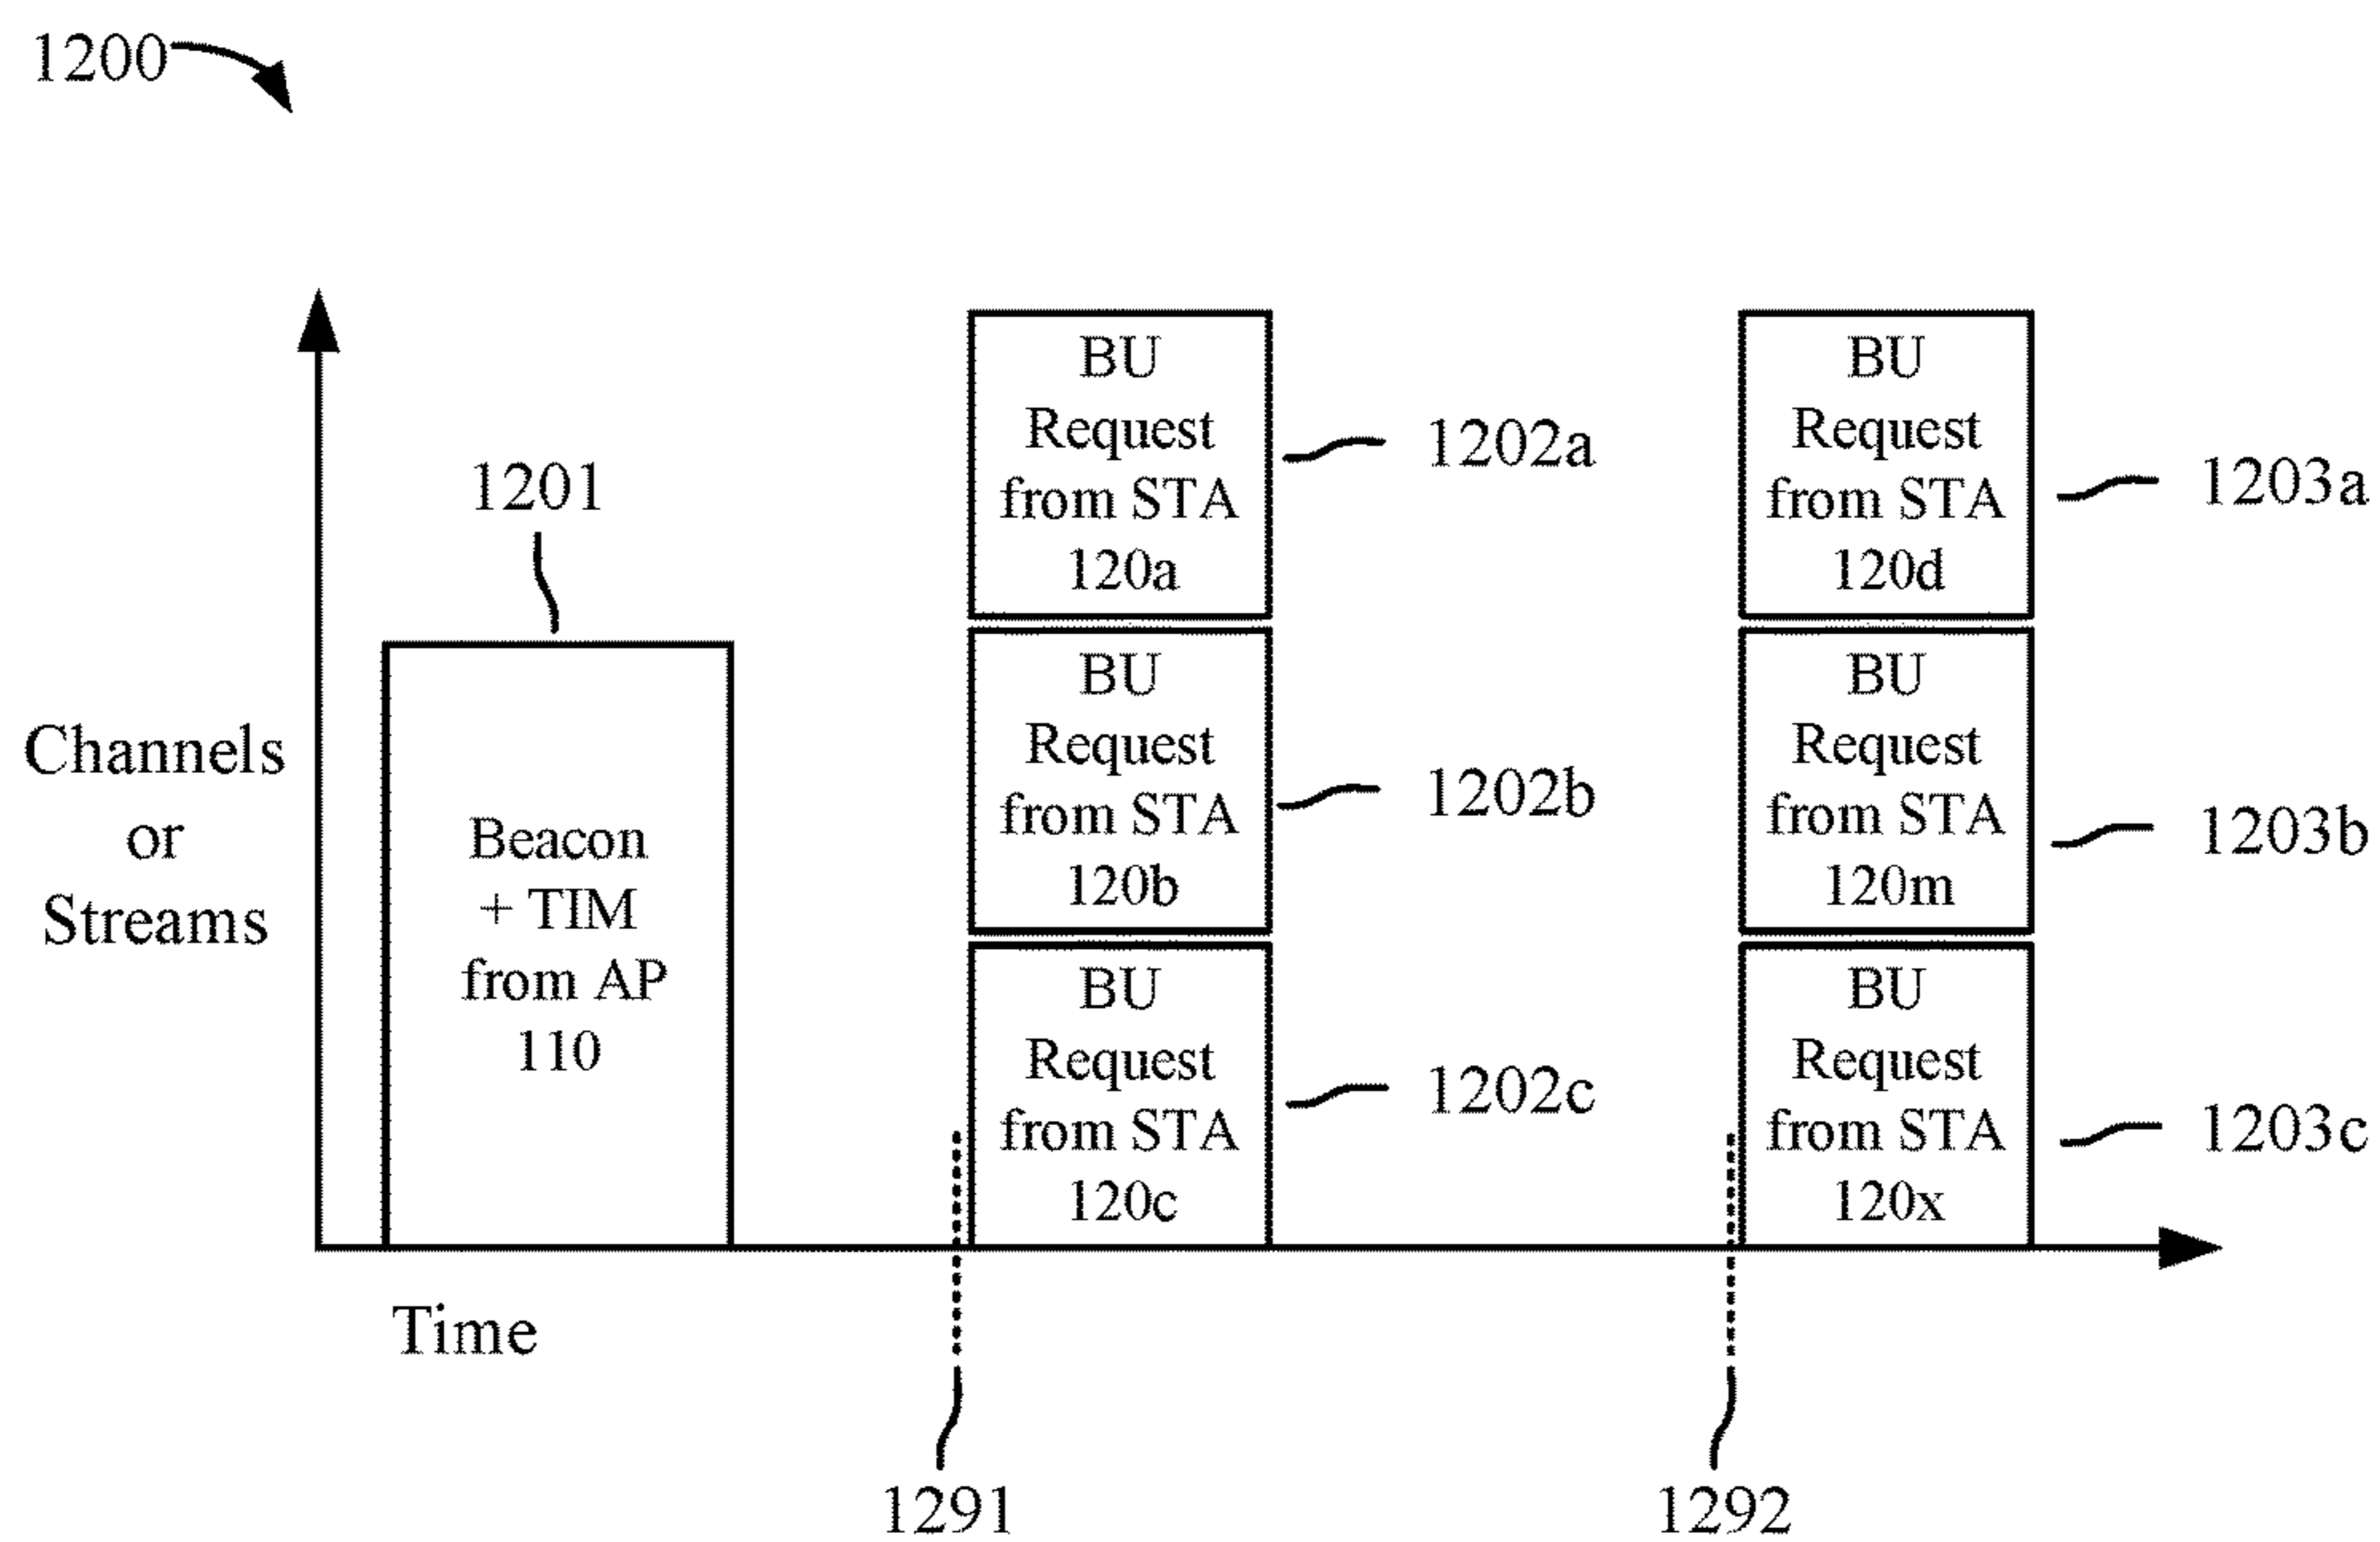 1200
1201
Channels
or
Streams
Beacon
+ TIM
from AP
110
BU
Request
from STA
120a
1202a
BU
Request
from STA
120b
1202b
BU
Request
from STA
120c
1202c
BU
Request
from STA
120d
1203a
BU
Request
from STA
120m
1203b
BU
Request
from STA
120x
1203c
Time
1291
1292